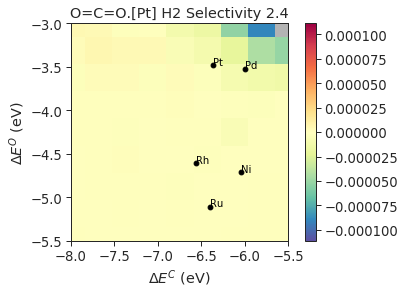 O=C=O.[Pt] H2 Selectivity 2.4
−3.0
−3.5
−4.0
−4.5
−5.0
−5.5
ΔE^O (eV)
Pt
Pd
Rh
Ni
Ru
−8.0 −7.5 −7.0 −6.5 −6.0 −5.5
ΔE^C (eV)
0.000100
0.000075
0.000050
0.000025
0.000000
−0.000025
−0.000050
−0.000075
−0.000100